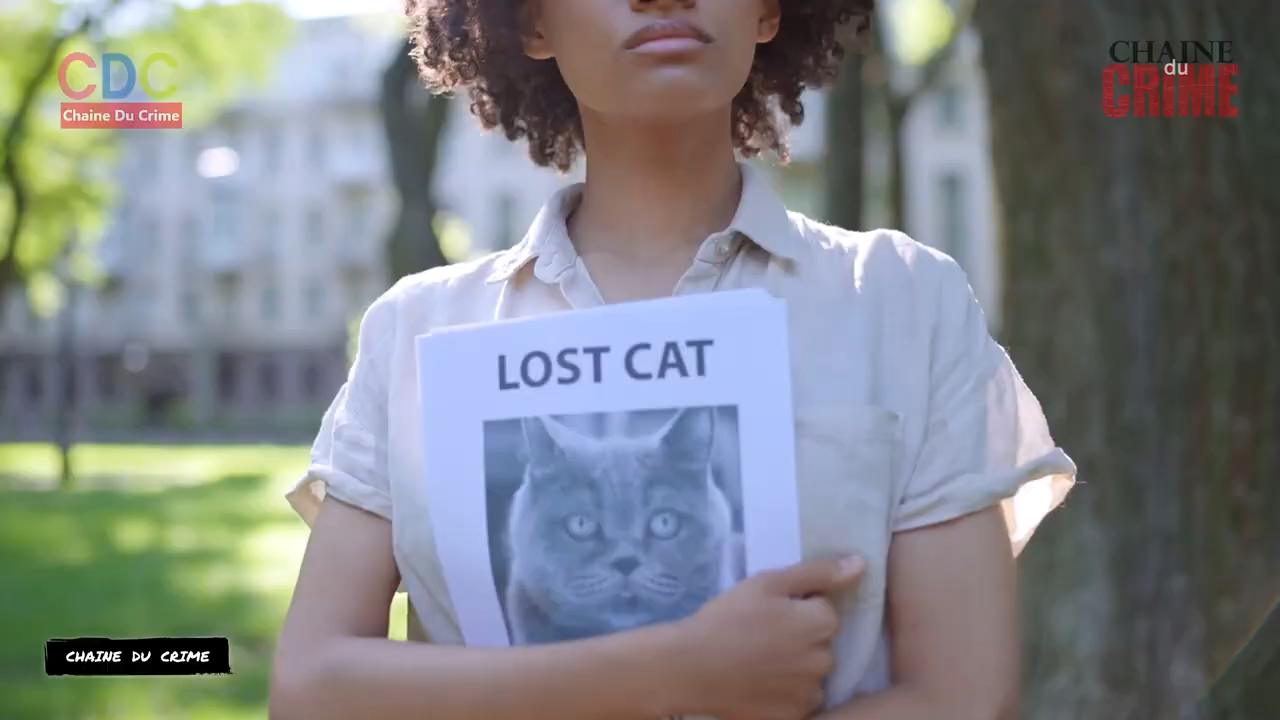 CDC
Chaine Du Crime
CHAINE
du
CRIME
LOST CAT
CHAINE DU CRIME